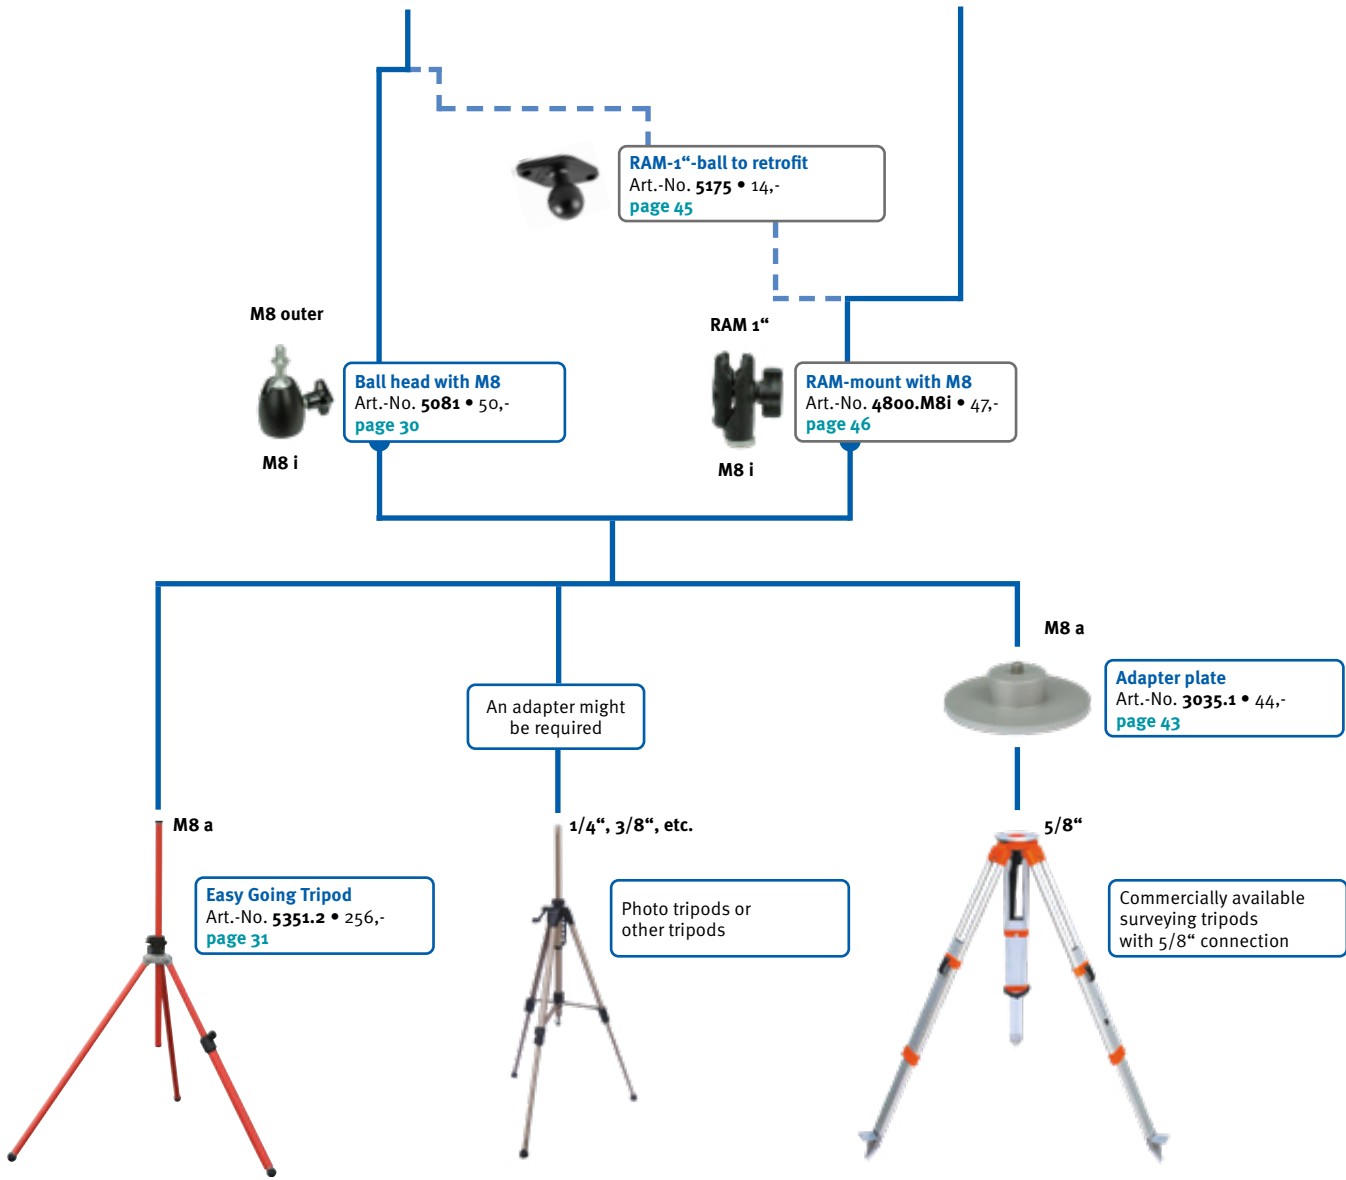 RAM-1“-ball to retrofit
Art.-No. 5175 • 14,-
page 45
M8 outer
RAM 1“
Ball head with M8
Art.-No. 5081 • 50,-
page 30
RAM-mount with M8
Art.-No. 4800.M8i • 47,-
page 46
M8 i
M8 i
M8 a
Adapter plate
Art.-No. 3035.1 • 44,-
page 43
An adapter might
be required
M8 a
1/4“, 3/8“, etc.
5/8“
Easy Going Tripod
Art.-No. 5351.2 • 256,-
page 31
Photo tripods or
other tripods
Commercially available
surveying tripods
with 5/8“ connection